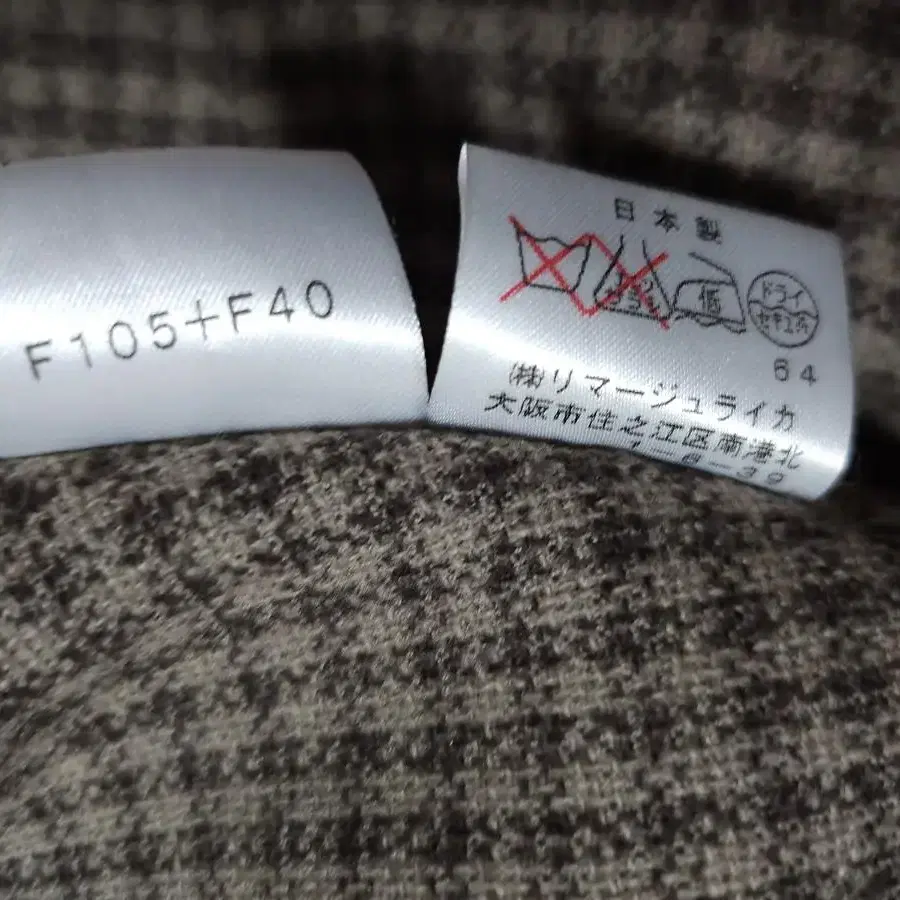 F105+F40
日本製
低
ドライ
セキユ系
64
(株)リマージュライカ
大阪市住之江区南港北